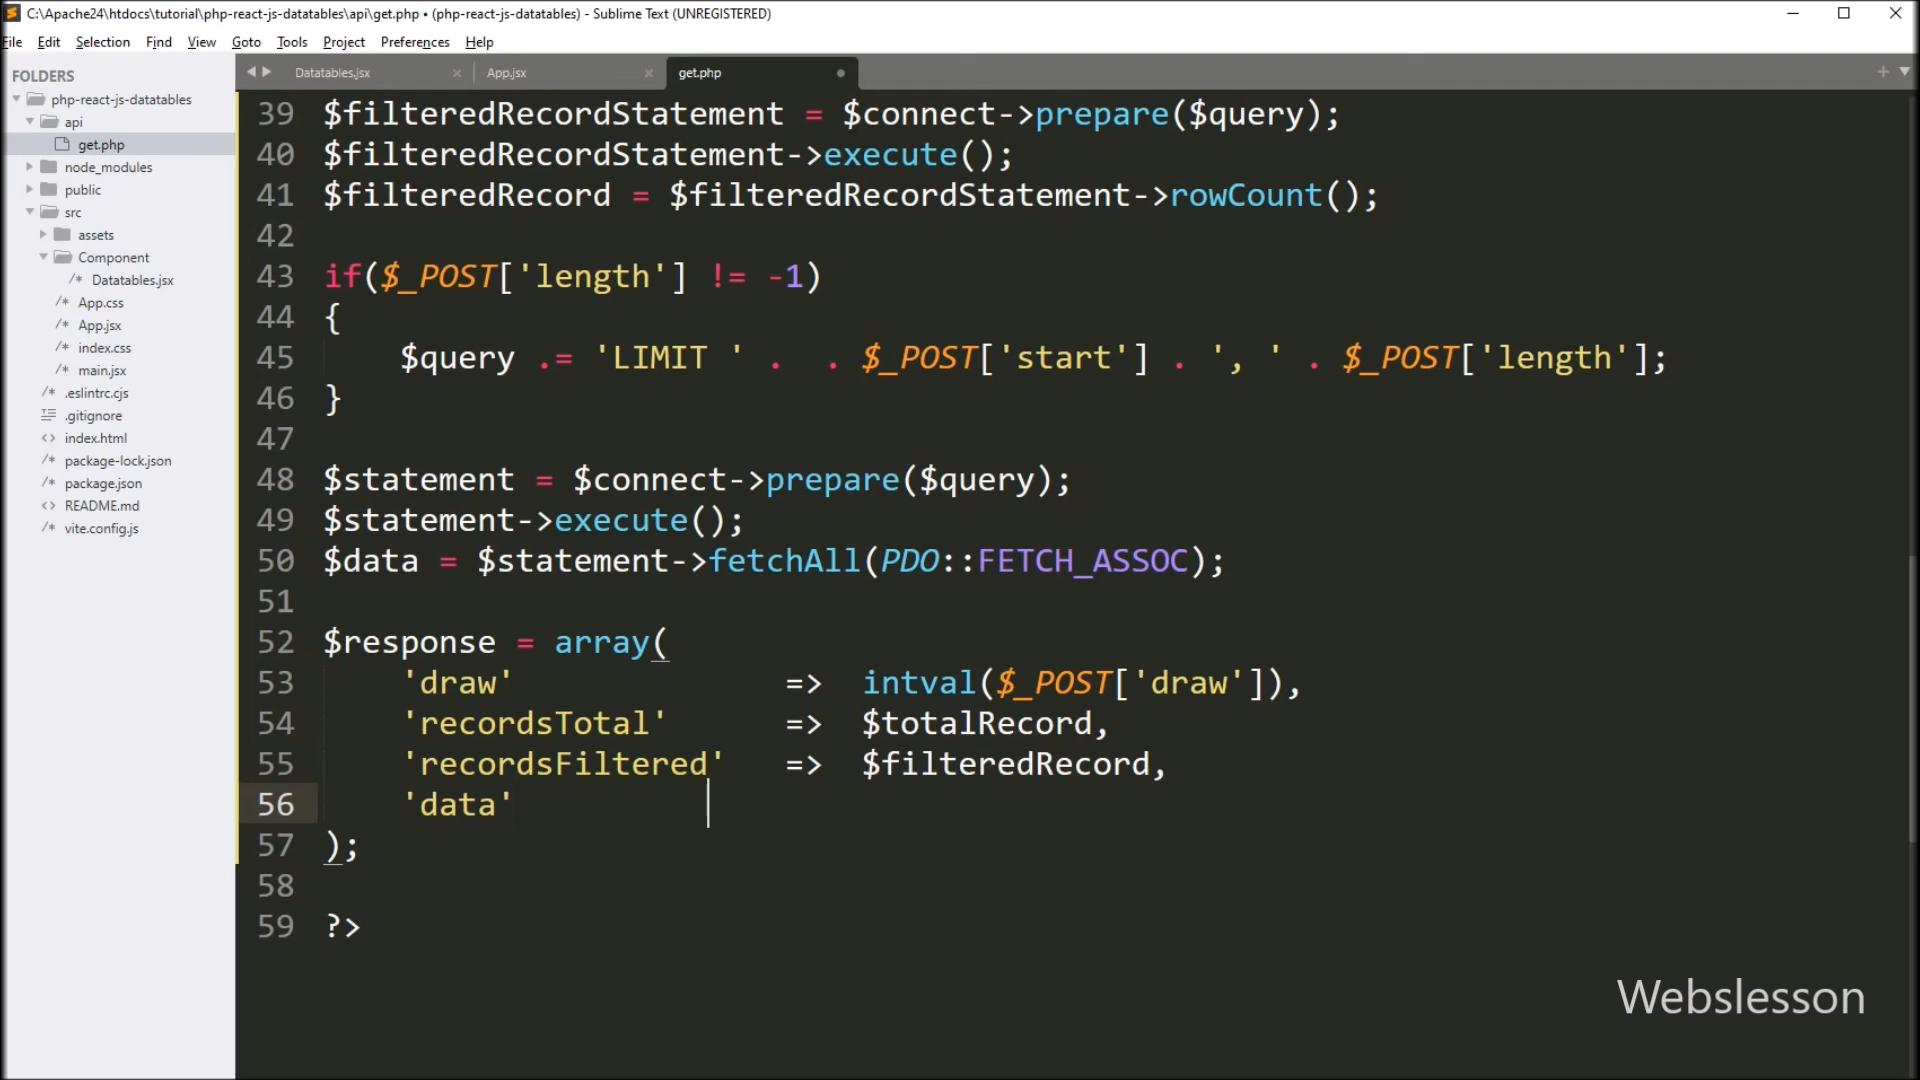 C:\Apache24\htdocs\tutorial\php-react-js-datatables\api\get.php • (php-react-js-datatables) - Sublime Text (UNREGISTERED)
File Edit Selection Find View Goto Tools Project Preferences Help
FOLDERS
php-react-js-datatables
api
get.php
node_modules
public
src
assets
Component
/* Datatables.jsx
/* App.css
/* App.jsx
/* index.css
/* main.jsx
/* .eslintrc.cjs
.gitignore
<> index.html
/* package-lock.json
/* package.json
<> README.md
/* vite.config.js
Datatables.jsx × App.jsx × get.php
39 $filteredRecordStatement = $connect->prepare($query);
40 $filteredRecordStatement->execute();
41 $filteredRecord = $filteredRecordStatement->rowCount();
42
43 if($_POST['length'] != -1)
44 {
45 $query .= 'LIMIT ' . . $_POST['start'] . ', ' . $_POST['length'];
46 }
47
48 $statement = $connect->prepare($query);
49 $statement->execute();
50 $data = $statement->fetchAll(PDO::FETCH_ASSOC);
51
52 $response = array(
53 'draw' => intval($_POST['draw']),
54 'recordsTotal' => $totalRecord,
55 'recordsFiltered' => $filteredRecord,
56 'data'
57 );
58
59 ?>
Webslesson